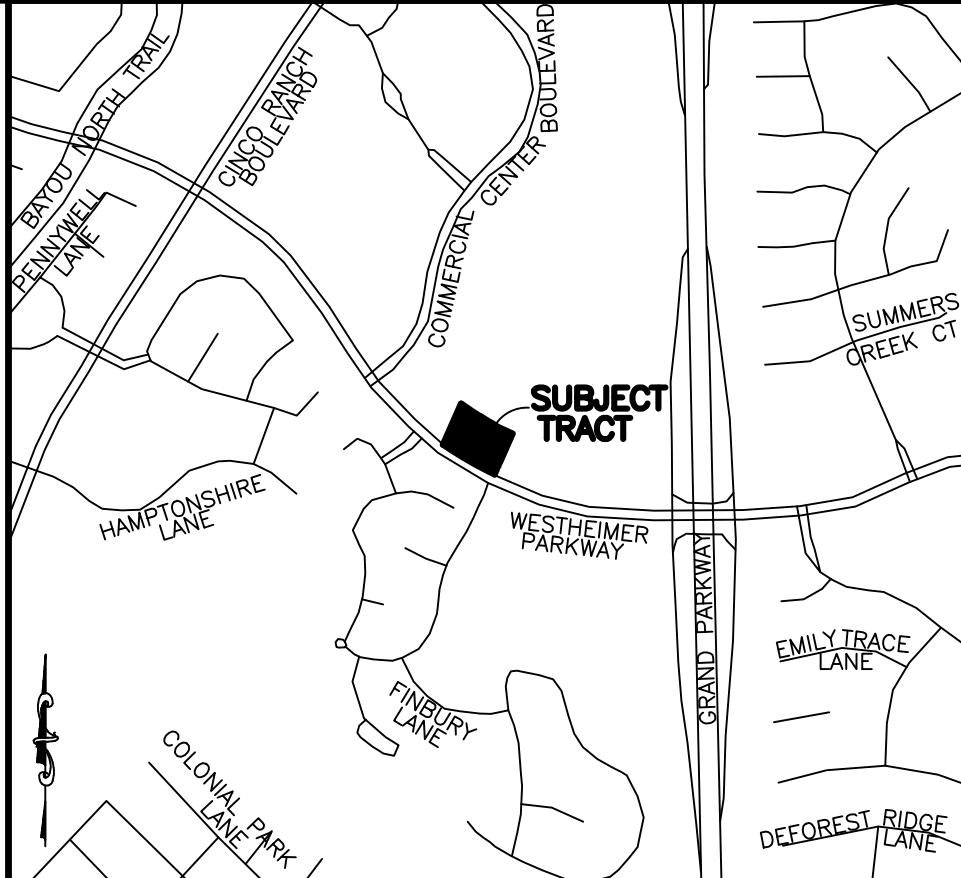 BAYOU NORTH TRAIL
CINCO RANCH
BOULEVARD
COMMERCIAL CENTER BOULEVARD
PENNYWELL
LANE
SUMMERS
CREEK CT
SUBJECT
TRACT
HAMPTONSHIRE
LANE
WESTHEIMER
PARKWAY
GRAND PARKWAY
EMILY TRACE
LANE
FINBURY
LANE
COLONIAL PARK
LANE
DEFOREST RIDGE
LANE